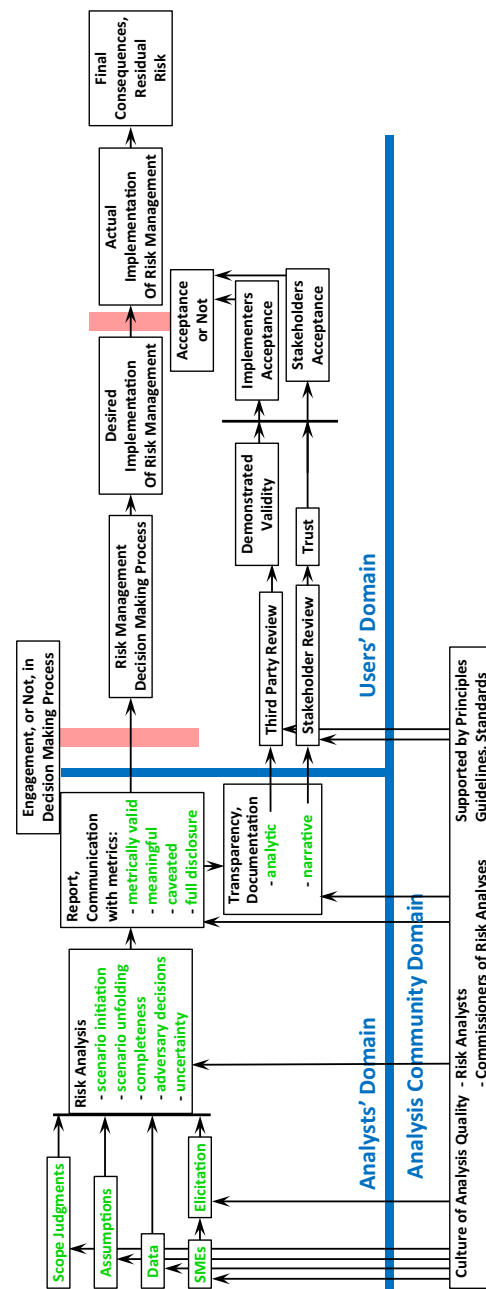 Scope Judgments
Assumptions
Data
SMEs
Elicitation
Risk Analysis
- scenario initiation
- scenario unfolding
- completeness
- adversary decisions
- uncertainty
Report,
Communication
with metrics:
- metrically valid
- meaningful
- caveated
- full disclosure
Transparency,
Documentation
- analytic
- narrative
Engagement, or Not, in
Decision Making Process
Risk Management
Decision Making Process
Desired
Implementation
Of Risk Management
Actual
Implementation
Of Risk Management
Final
Consequences,
Residual
Risk
Acceptance
or Not
Third Party Review
Stakeholder Review
Demonstrated
Validity
Trust
Implementers
Acceptance
Stakeholders
Acceptance
Analysts’ Domain
Users’ Domain
Analysis Community Domain
Culture of Analysis Quality - Risk Analysts
- Commissioners of Risk Analyses
Supported by Principles
Guidelines, Standards